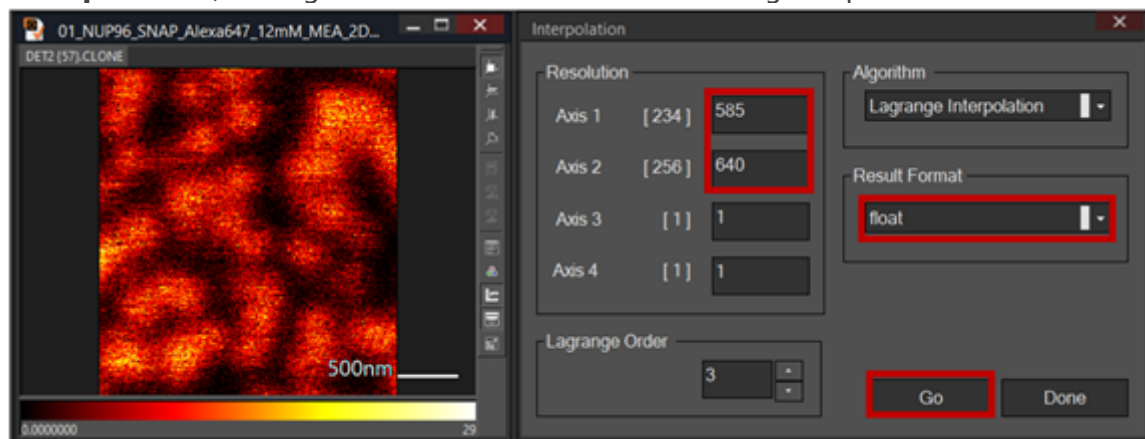 01_NUP96_SNAP_Alexa647_12mM_MEA_2D...
DET2 {57}.CLONE
500nm
0.0000000
29
Interpolation
Resolution
Axis 1 [ 234 ] 585
Axis 2 [ 256 ] 640
Axis 3 [ 1 ] 1
Axis 4 [ 1 ] 1
Lagrange Order
3
Algorithm
Lagrange Interpolation
Result Format
float
Go
Done